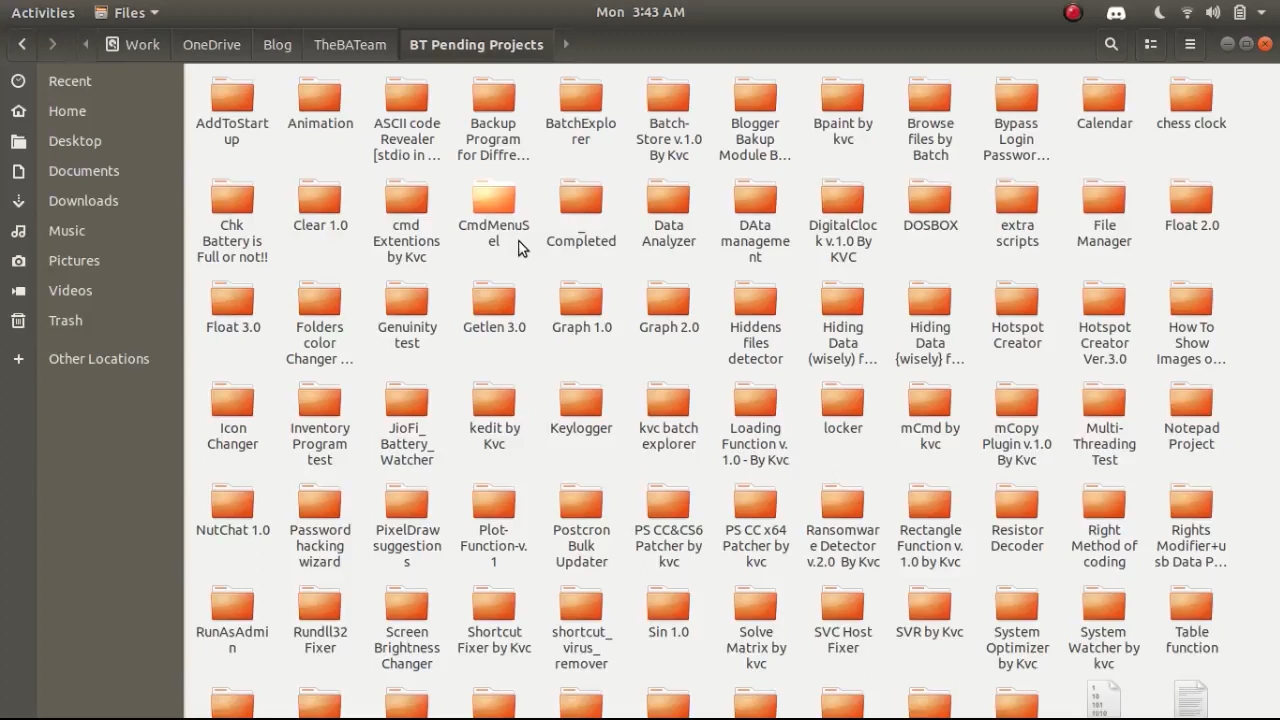 Activities Files Mon 3:43 AM
Work OneDrive Blog TheBATeam BT Pending Projects
Recent
Home
Desktop
Documents
Downloads
Music
Pictures
Videos
Trash
Other Locations
AddToStart
up
Animation
ASCII code
Revealer
[stdio in ...
Backup
Program
for Diffre...
BatchExplo
rer
Batch-
Store v.1.0
By Kvc
Blogger
Bakup
Module B...
Bpaint by
kvc
Browse
files by
Batch
Bypass
Login
Passwor...
Calendar
chess clock
Chk
Battery is
Full or not!!
Clear 1.0
cmd
Extentions
by Kvc
CmdMenuS
el
_
Completed
Data
Analyzer
DAta
manageme
nt
DigitalCloc
k v.1.0 By
KVC
DOSBOX
extra
scripts
File
Manager
Float 2.0
Float 3.0
Folders
color
Changer ...
Genuinity
test
Getlen 3.0
Graph 1.0
Graph 2.0
Hiddens
files
detector
Hiding
Data
(wisely) f...
Hiding
Data
{wisely} f...
Hotspot
Creator
Hotspot
Creator
Ver.3.0
How To
Show
Images o...
Icon
Changer
Inventory
Program
test
JioFi_
Battery_
Watcher
kedit by
Kvc
Keylogger
kvc batch
explorer
Loading
Function v.
1.0 - By Kvc
locker
mCmd by
kvc
mCopy
Plugin v.1.0
By Kvc
Multi-
Threading
Test
Notepad
Project
NutChat 1.0
Password
hacking
wizard
PixelDraw
suggestion
s
Plot-
Function-v.
1
Postcron
Bulk
Updater
PS CC&CS6
Patcher by
kvc
PS CC x64
Patcher by
kvc
Ransomwar
e Detector
v.2.0 By Kvc
Rectangle
Function v.
1.0 by Kvc
Resistor
Decoder
Right
Method of
coding
Rights
Modifier+u
sb Data P...
RunAsAdmi
n
Rundll32
Fixer
Screen
Brightness
Changer
Shortcut
Fixer by Kvc
shortcut_
virus_
remover
Sin 1.0
Solve
Matrix by
kvc
SVC Host
Fixer
SVR by Kvc
System
Optimizer
by Kvc
System
Watcher by
kvc
Table
function
1
10
101
1010